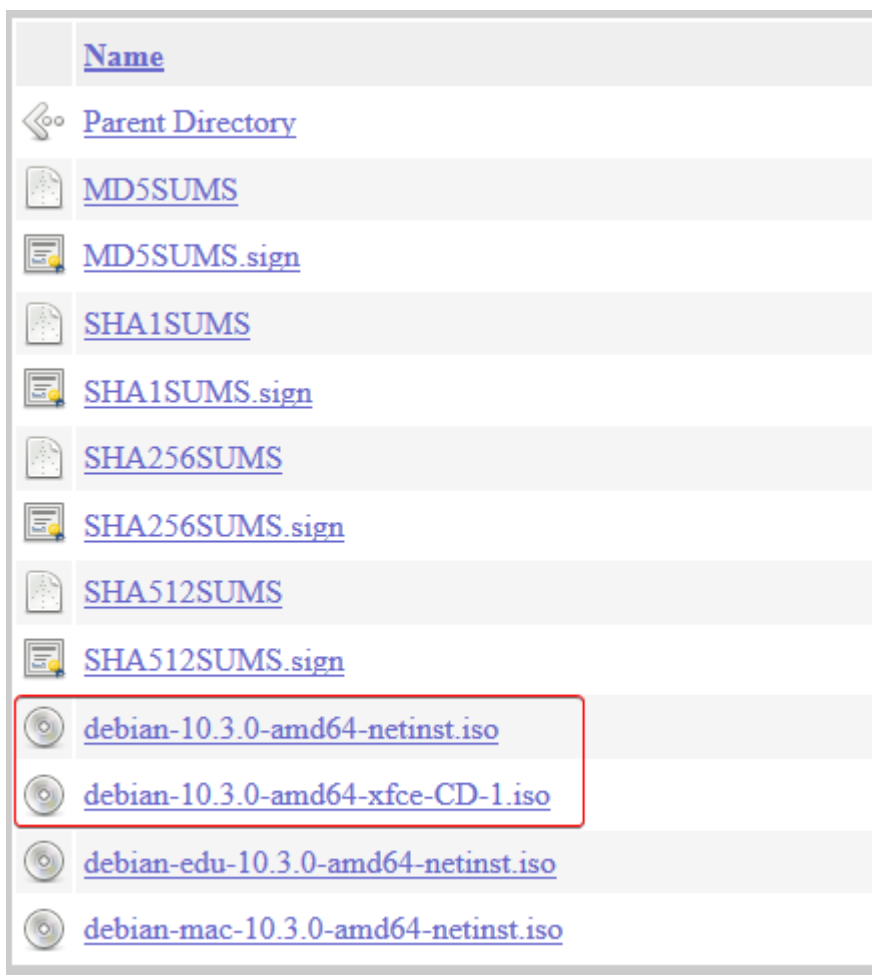 Name
Parent Directory
MD5SUMS
MD5SUMS.sign
SHA1SUMS
SHA1SUMS.sign
SHA256SUMS
SHA256SUMS.sign
SHA512SUMS
SHA512SUMS.sign
debian-10.3.0-amd64-netinst.iso
debian-10.3.0-amd64-xfce-CD-1.iso
debian-edu-10.3.0-amd64-netinst.iso
debian-mac-10.3.0-amd64-netinst.iso